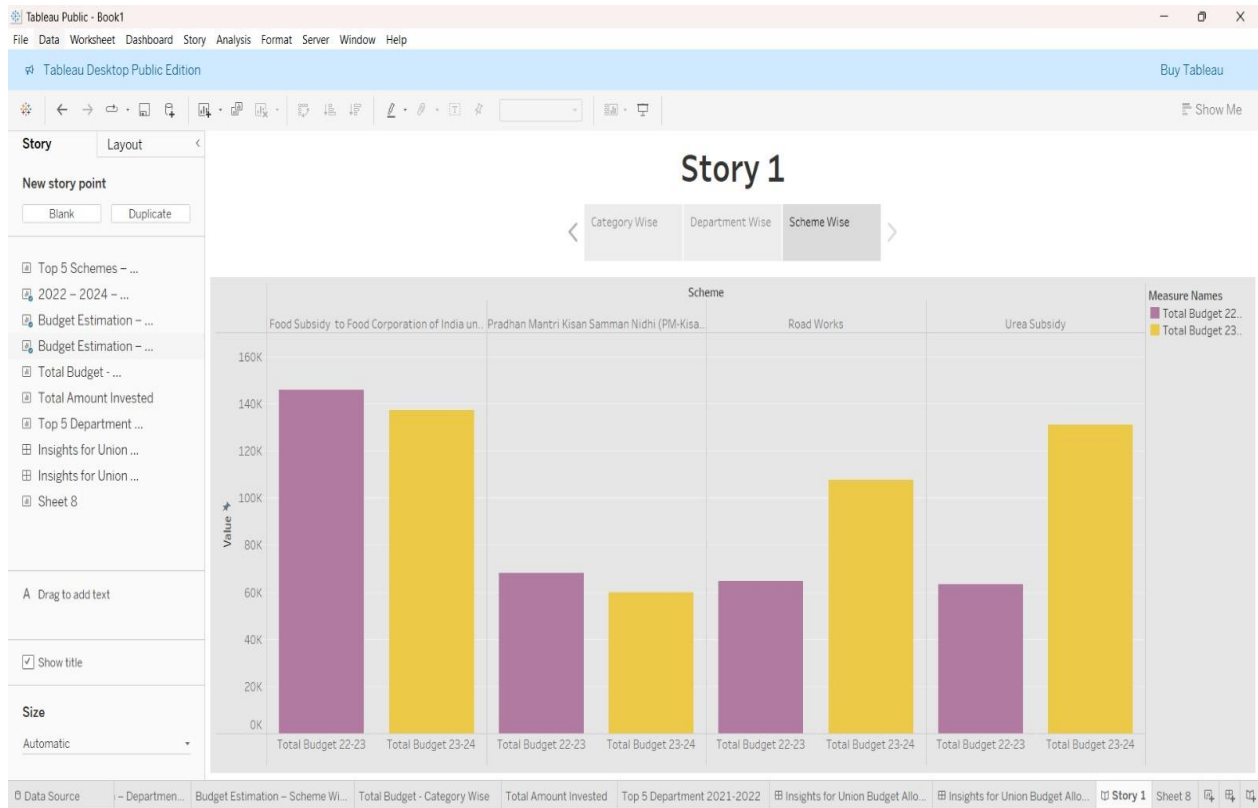 Tableau Public - Book1
File Data Worksheet Dashboard Story Analysis Format Server Window Help
Tableau Desktop Public Edition
Buy Tableau
Show Me
Story Layout
New story point
Blank Duplicate
Top 5 Schemes – ...
2022 – 2024 – ...
Budget Estimation – ...
Budget Estimation – ...
Total Budget - ...
Total Amount Invested
Top 5 Department ...
Insights for Union ...
Insights for Union ...
Sheet 8
A Drag to add text
Show title
Size
Automatic
Story 1
Category Wise Department Wise Scheme Wise
Scheme
Food Subsidy to Food Corporation of India un.. Pradhan Mantri Kisan Samman Nidhi (PM-Kisa.. Road Works Urea Subsidy
Value
160K
140K
120K
100K
80K
60K
40K
20K
0K
Total Budget 22-23 Total Budget 23-24 Total Budget 22-23 Total Budget 23-24 Total Budget 22-23 Total Budget 23-24 Total Budget 22-23 Total Budget 23-24
Measure Names
Total Budget 22..
Total Budget 23..
Data Source – Departmen... Budget Estimation – Scheme Wi... Total Budget - Category Wise Total Amount Invested Top 5 Department 2021-2022 Insights for Union Budget Allo... Insights for Union Budget Allo... Story 1 Sheet 8